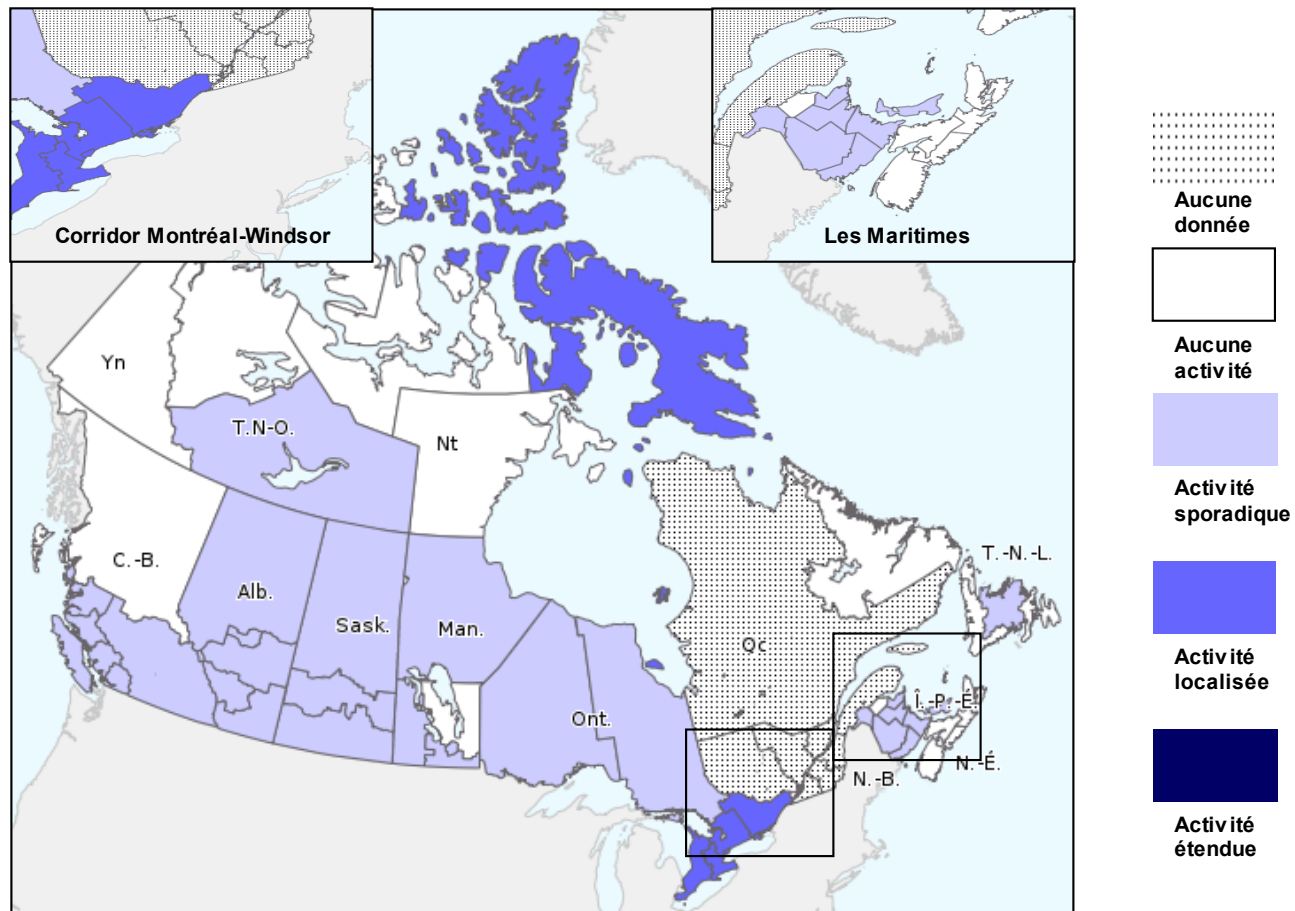 Corridor Montréal-Windsor
Les Maritimes
Yn
T.N-O.
Nt
C.-B.
Alb.
Sask.
Man.
Ont.
Qc
T.-N.-L.
Î.-P.-É.
N.-B.
N.-É.
Aucune
donnée
Aucune
activité
Activité
sporadique
Activité
localisée
Activité
étendue